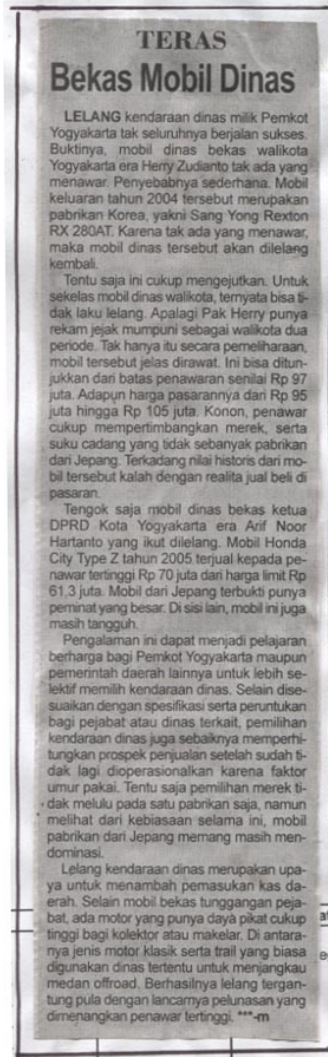 TERAS
Bekas Mobil Dinas
LELANG kendaraan dinas milik Pemkot
Yogyakarta tak seluruhnya berjalan sukses.
Buktinya, mobil dinas bekas walikota
Yogyakarta era Herry Zudianto tak ada yang
menawar. Penyebabnya sederhana. Mobil
keluaran tahun 2004 tersebut merupakan
pabrikan Korea, yakni Sang Yong Rexton
RX 280AT. Karena tak ada yang menawar,
maka mobil dinas tersebut akan dilelang
kembali.
Tentu saja ini cukup mengejutkan. Untuk
sekelas mobil dinas walikota, ternyata bisa ti-
dak laku lelang. Apalagi Pak Herry punya
rekam jejak mumpuni sebagai walikota dua
periode. Tak hanya itu secara pemeliharaan,
mobil tersebut jelas dirawat. Ini bisa ditun-
jukkan dari batas penawaran senilai Rp 97
juta. Adapun harga pasarannya dari Rp 95
juta hingga Rp 105 juta. Konon, penawar
cukup mempertimbangkan merek, serta
suku cadang yang tidak sebanyak pabrikan
dari Jepang. Terkadang nilai historis dari mo-
bil tersebut kalah dengan realita jual beli di
pasaran.
Tengok saja mobil dinas bekas ketua
DPRD Kota Yogyakarta era Arif Noor
Hartanto yang ikut dilelang. Mobil Honda
City Type Z tahun 2005 terjual kepada pe-
nawar tertinggi Rp 70 juta dari harga limit Rp
61,3 juta. Mobil dari Jepang terbukti punya
peminat yang besar. Di sisi lain, mobil ini juga
masih tangguh.
Pengalaman ini dapat menjadi pelajaran
berharga bagi Pemkot Yogyakarta maupun
pemerintah daerah lainnya untuk lebih se-
lektif memilih kendaraan dinas. Selain dise-
suaikan dengan spesifikasi serta peruntukan
bagi pejabat atau dinas terkait, pemilihan
kendaraan dinas juga sebaiknya memperhi-
tungkan prospek penjualan setelah sudah ti-
dak lagi dioperasionalkan karena faktor
umur pakai. Tentu saja pemilihan merek ti-
dak melulu pada satu pabrikan saja, namun
melihat dari kebiasaan selama ini, mobil
pabrikan dari Jepang memang masih men-
dominasi.
Lelang kendaraan dinas merupakan upa-
ya untuk menambah pemasukan kas da-
erah. Selain mobil bekas tunggangan peja-
bat, ada motor yang punya daya pikat cukup
tinggi bagi kolektor atau makelar. Di antara-
nya jenis motor klasik serta trail yang biasa
digunakan dinas tertentu untuk menjangkau
medan offroad. Berhasilnya lelang tergan-
tung pula dengan lancarnya pelunasan yang
dimenangkan penawar tertinggi. ***-m